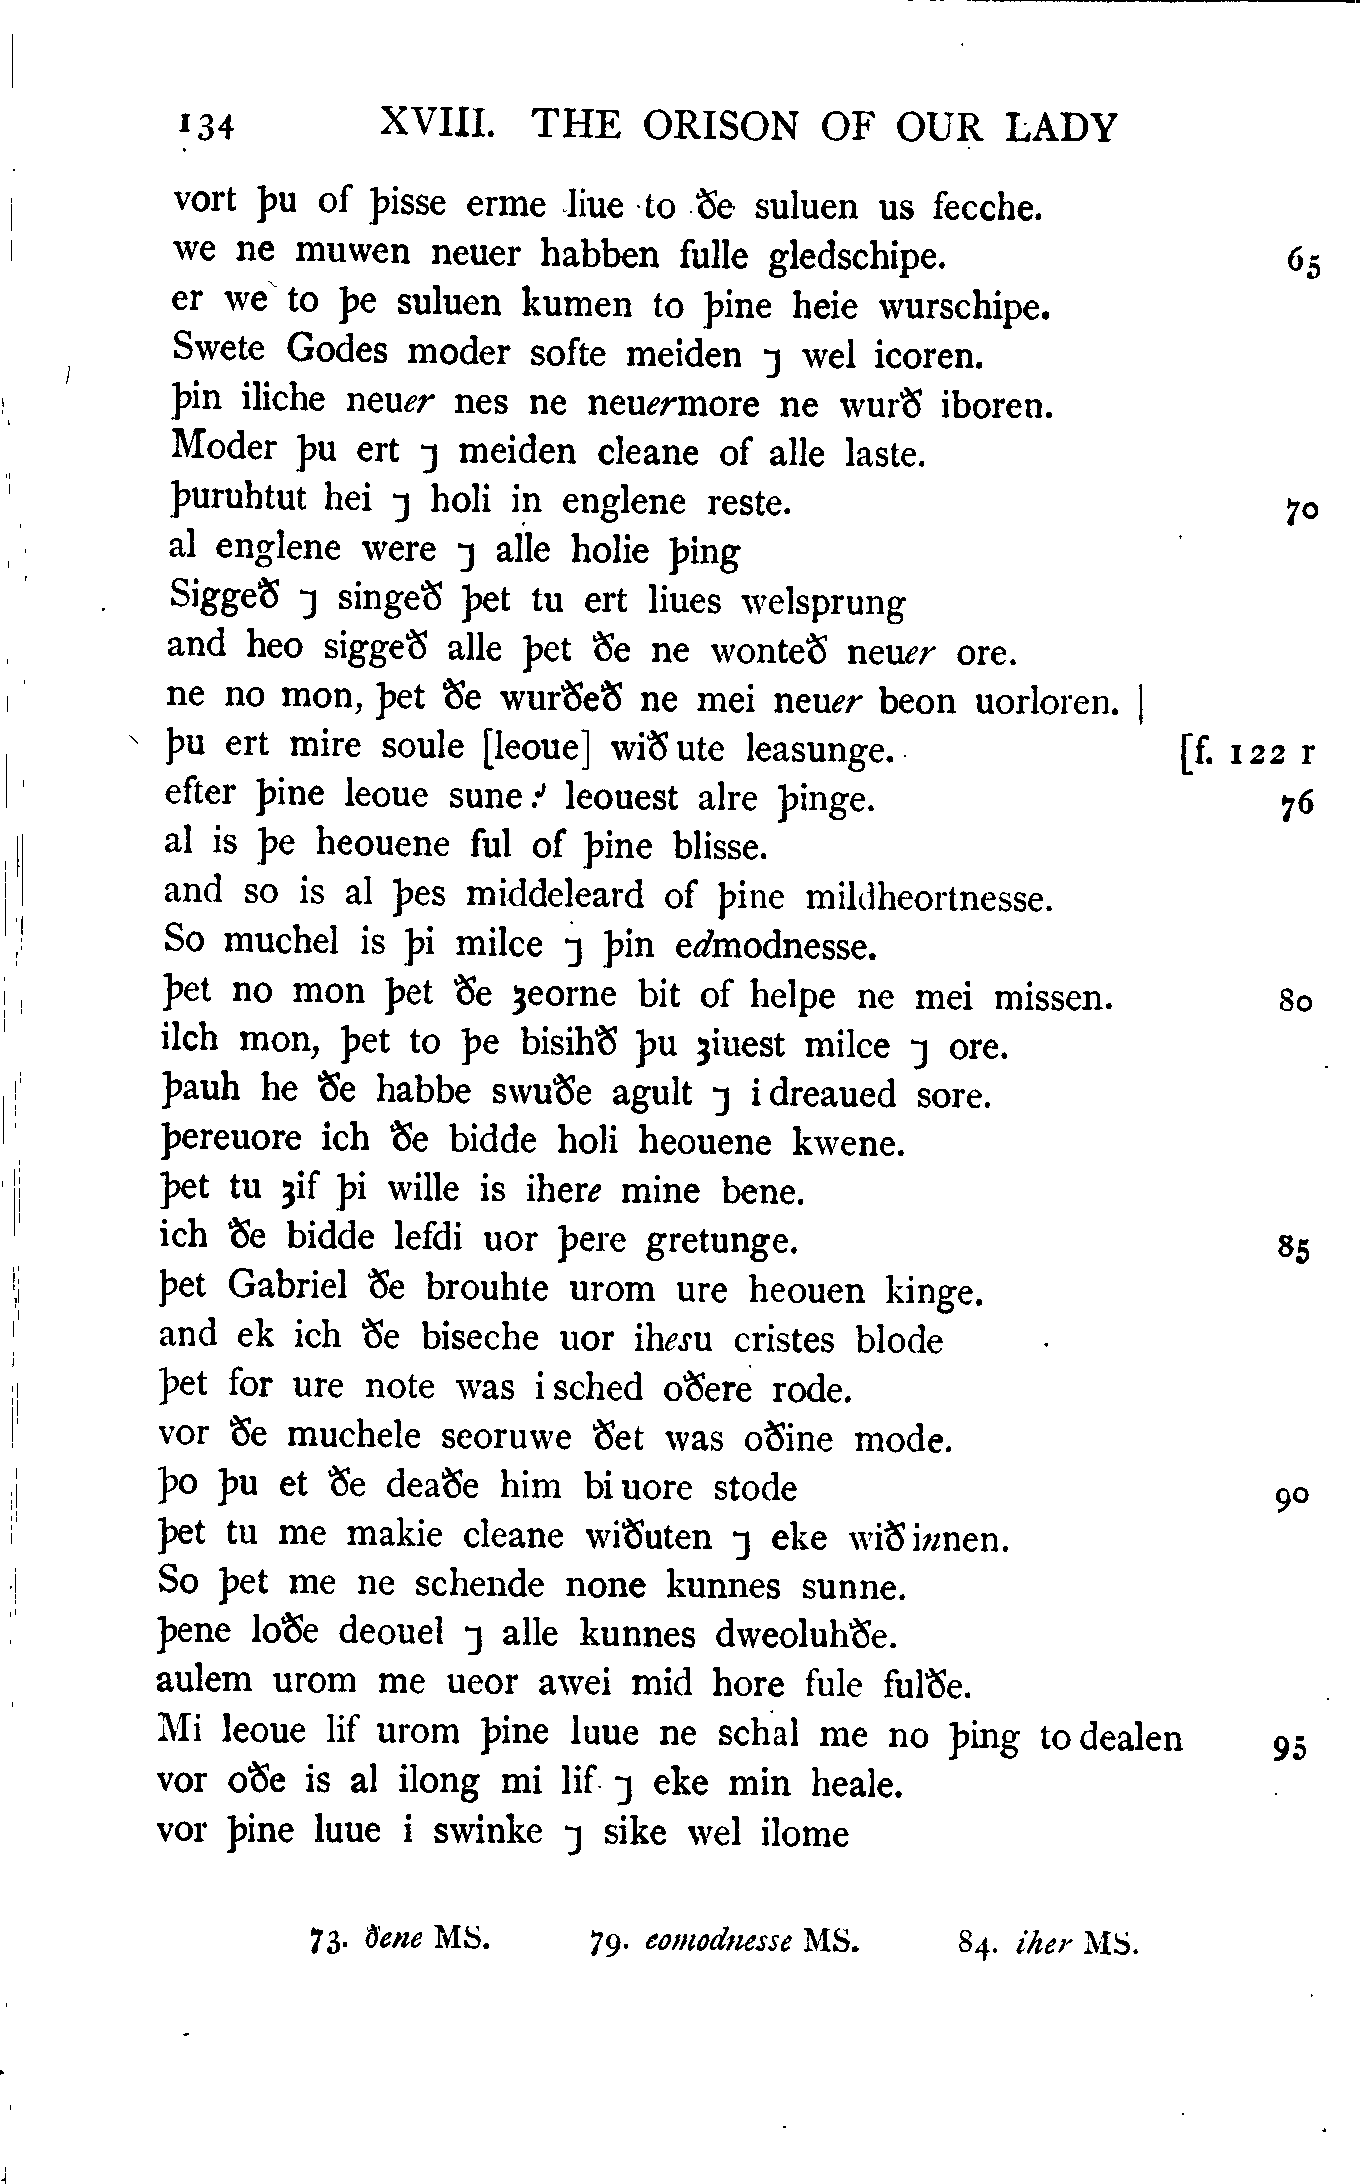 134 XVIII. THE ORISON OF OUR LADY
vort þu of þisse erme liue to ðe suluen us fecche.
we ne muwen neuer habben fulle gledschipe. 65
er we to þe suluen kumen to þine heie wurschipe.
Swete Godes moder softe meiden ⁊ wel icoren.
þin iliche neuer nes ne neuermore ne wurð iboren.
Moder þu ert ⁊ meiden cleane of alle laste.
þuruhtut hei ⁊ holi in englene reste. 70
al englene were ⁊ alle holie þing
Siggeð ⁊ singeð þet tu ert liues welsprung
and heo siggeð alle þet ðe ne wonteð neuer ore.
ne no mon, þet ðe wurðeð ne mei neuer beon uorloren. |
þu ert mire soule [leoue] wið ute leasunge. [f. 122 r
efter þine leoue sune⁏ leouest alre þinge. 76
al is þe heouene ful of þine blisse.
and so is al þes middeleard of þine mildheortnesse.
So muchel is þi milce ⁊ þin edmodnesse.
þet no mon þet ðe ȝeorne bit of helpe ne mei missen. 80
ilch mon, þet to þe bisihð þu ȝiuest milce ⁊ ore.
þauh he ðe habbe swuðe agult ⁊ i dreaued sore.
þereuore ich ðe bidde holi heouene kwene.
þet tu ȝif þi wille is ihere mine bene.
ich ðe bidde lefdi uor þere gretunge. 85
þet Gabriel ðe brouhte urom ure heouen kinge.
and ek ich ðe biseche uor ihesu cristes blode
þet for ure note was i sched oðere rode.
vor ðe muchele seoruwe ðet was oðine mode.
þo þu et ðe deaðe him bi uore stode 90
þet tu me makie cleane wiðuten ⁊ eke wið innen.
So þet me ne schende none kunnes sunne.
þene loðe deouel ⁊ alle kunnes dweoluhðe.
aulem urom me ueor awei mid hore fule fulðe.
Mi leoue lif urom þine luue ne schal me no þing to dealen 95
vor oðe is al ilong mi lif ⁊ eke min heale.
vor þine luue i swinke ⁊ sike wel ilome
73. ðene MS. 79. eomodnesse MS. 84. iher MS.